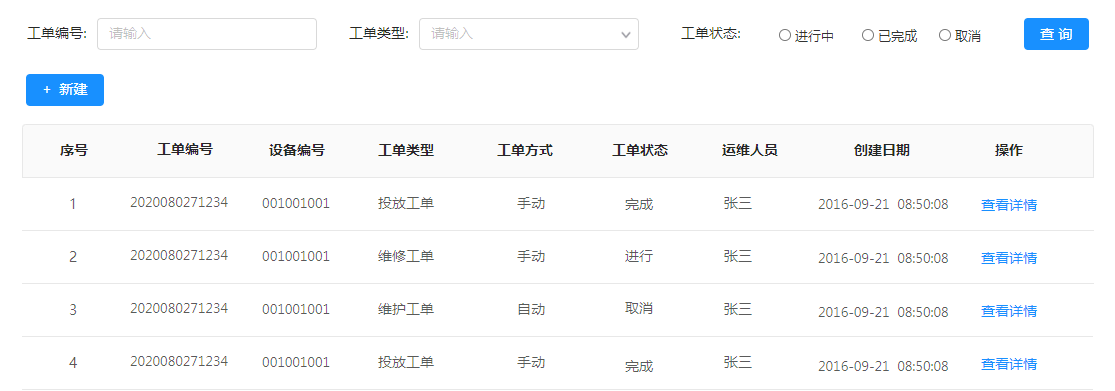 工单编号: 请输入 工单类型: 请输入 工单状态: 进行中 已完成 取消 查 询
+ 新建
序号 工单编号 设备编号 工单类型 工单方式 工单状态 运维人员 创建日期 操作
1 2020080271234 001001001 投放工单 手动 完成 张三 2016-09-21 08:50:08 查看详情
2 2020080271234 001001001 维修工单 手动 进行 张三 2016-09-21 08:50:08 查看详情
3 2020080271234 001001001 维护工单 自动 取消 张三 2016-09-21 08:50:08 查看详情
4 2020080271234 001001001 投放工单 手动 完成 张三 2016-09-21 08:50:08 查看详情